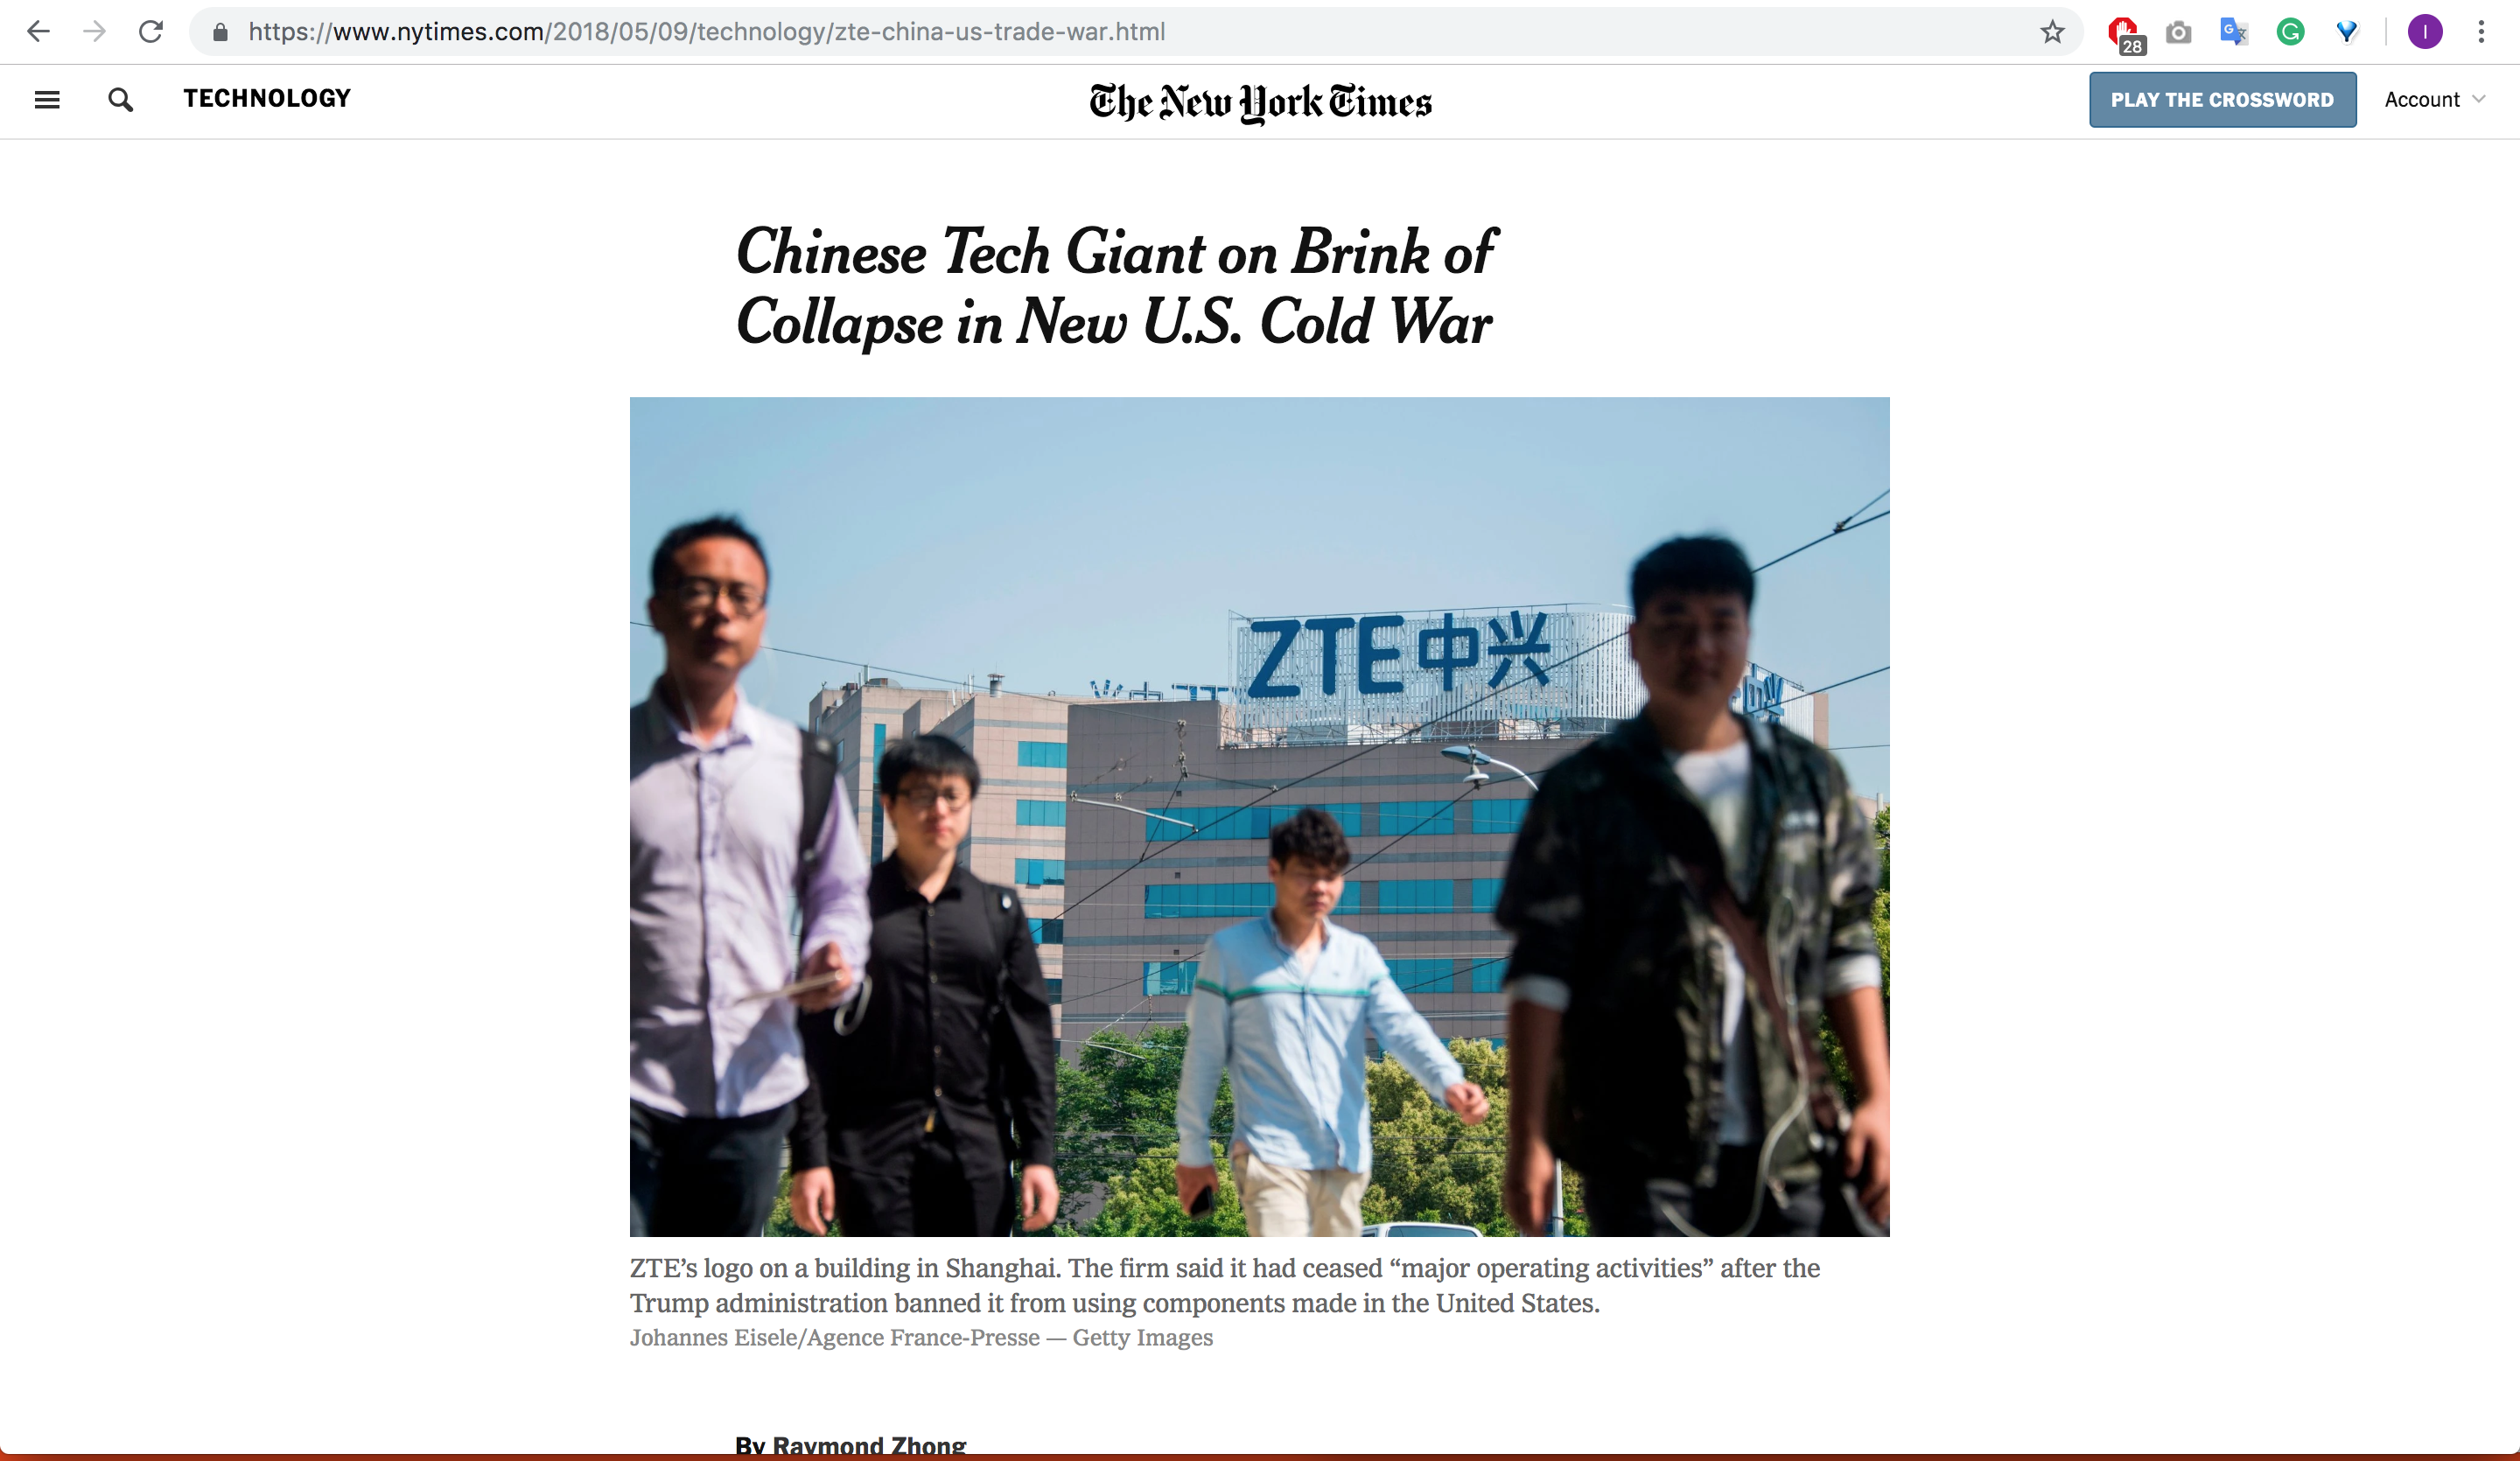 https://www.nytimes.com/2018/05/09/technology/zte-china-us-trade-war.html
28
I
TECHNOLOGY
The New York Times
PLAY THE CROSSWORD
Account
Chinese Tech Giant on Brink of
Collapse in New U.S. Cold War
ZTE中兴
ZTE’s logo on a building in Shanghai. The firm said it had ceased “major operating activities” after the
Trump administration banned it from using components made in the United States.
Johannes Eisele/Agence France-Presse — Getty Images
By Raymond Zhong